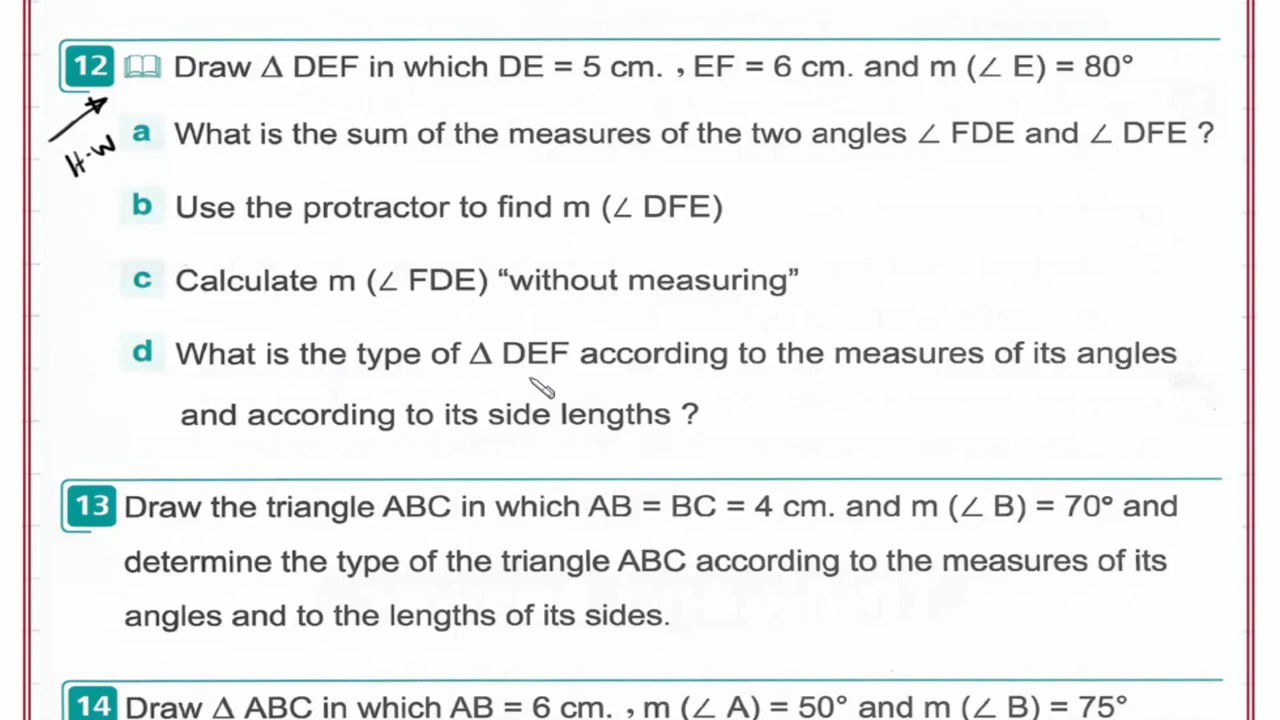 12 Draw Δ DEF in which DE = 5 cm. , EF = 6 cm. and m (∠ E) = 80°
H.W
a What is the sum of the measures of the two angles ∠ FDE and ∠ DFE ?
b Use the protractor to find m (∠ DFE)
c Calculate m (∠ FDE) “without measuring”
d What is the type of Δ DEF according to the measures of its angles
and according to its side lengths ?
13 Draw the triangle ABC in which AB = BC = 4 cm. and m (∠ B) = 70° and
determine the type of the triangle ABC according to the measures of its
angles and to the lengths of its sides.
14 Draw Δ ABC in which AB = 6 cm. , m (∠ A) = 50° and m (∠ B) = 75°